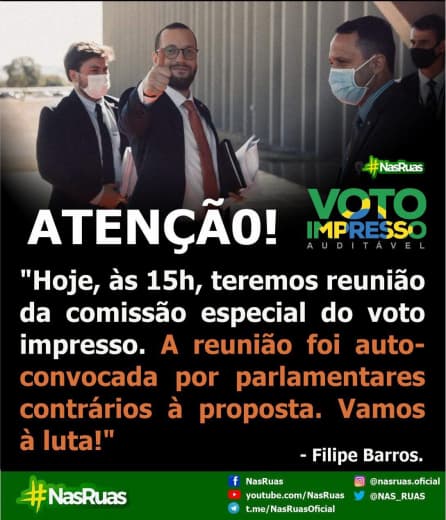 #NasRuas
VOTO
IMPRESSO
AUDITÁVEL
ATENÇÃO!
"Hoje, às 15h, teremos reunião
da comissão especial do voto
impresso. A reunião foi auto-
convocada por parlamentares
contrários à proposta. Vamos
à luta!"
- Filipe Barros.
#NasRuas
NasRuas
@nasruas.oficial
youtube.com/NasRuas
@NAS_RUAS
t.me/NasRuasOficial